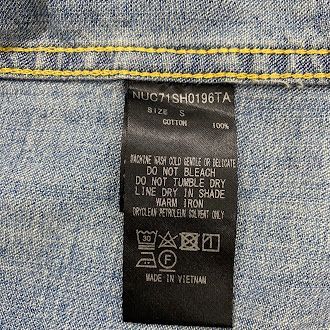 NUC71SH0196TA
SIZE S
COTTON 100%
MACHINE WASH COLD GENTLE OR DELICATE
DO NOT BLEACH
DO NOT TUMBLE DRY
LINE DRY IN SHADE
WARM IRON
DRYCLEAN PETROLEUM SOLVENT ONLY
30
F
MADE IN VIETNAM